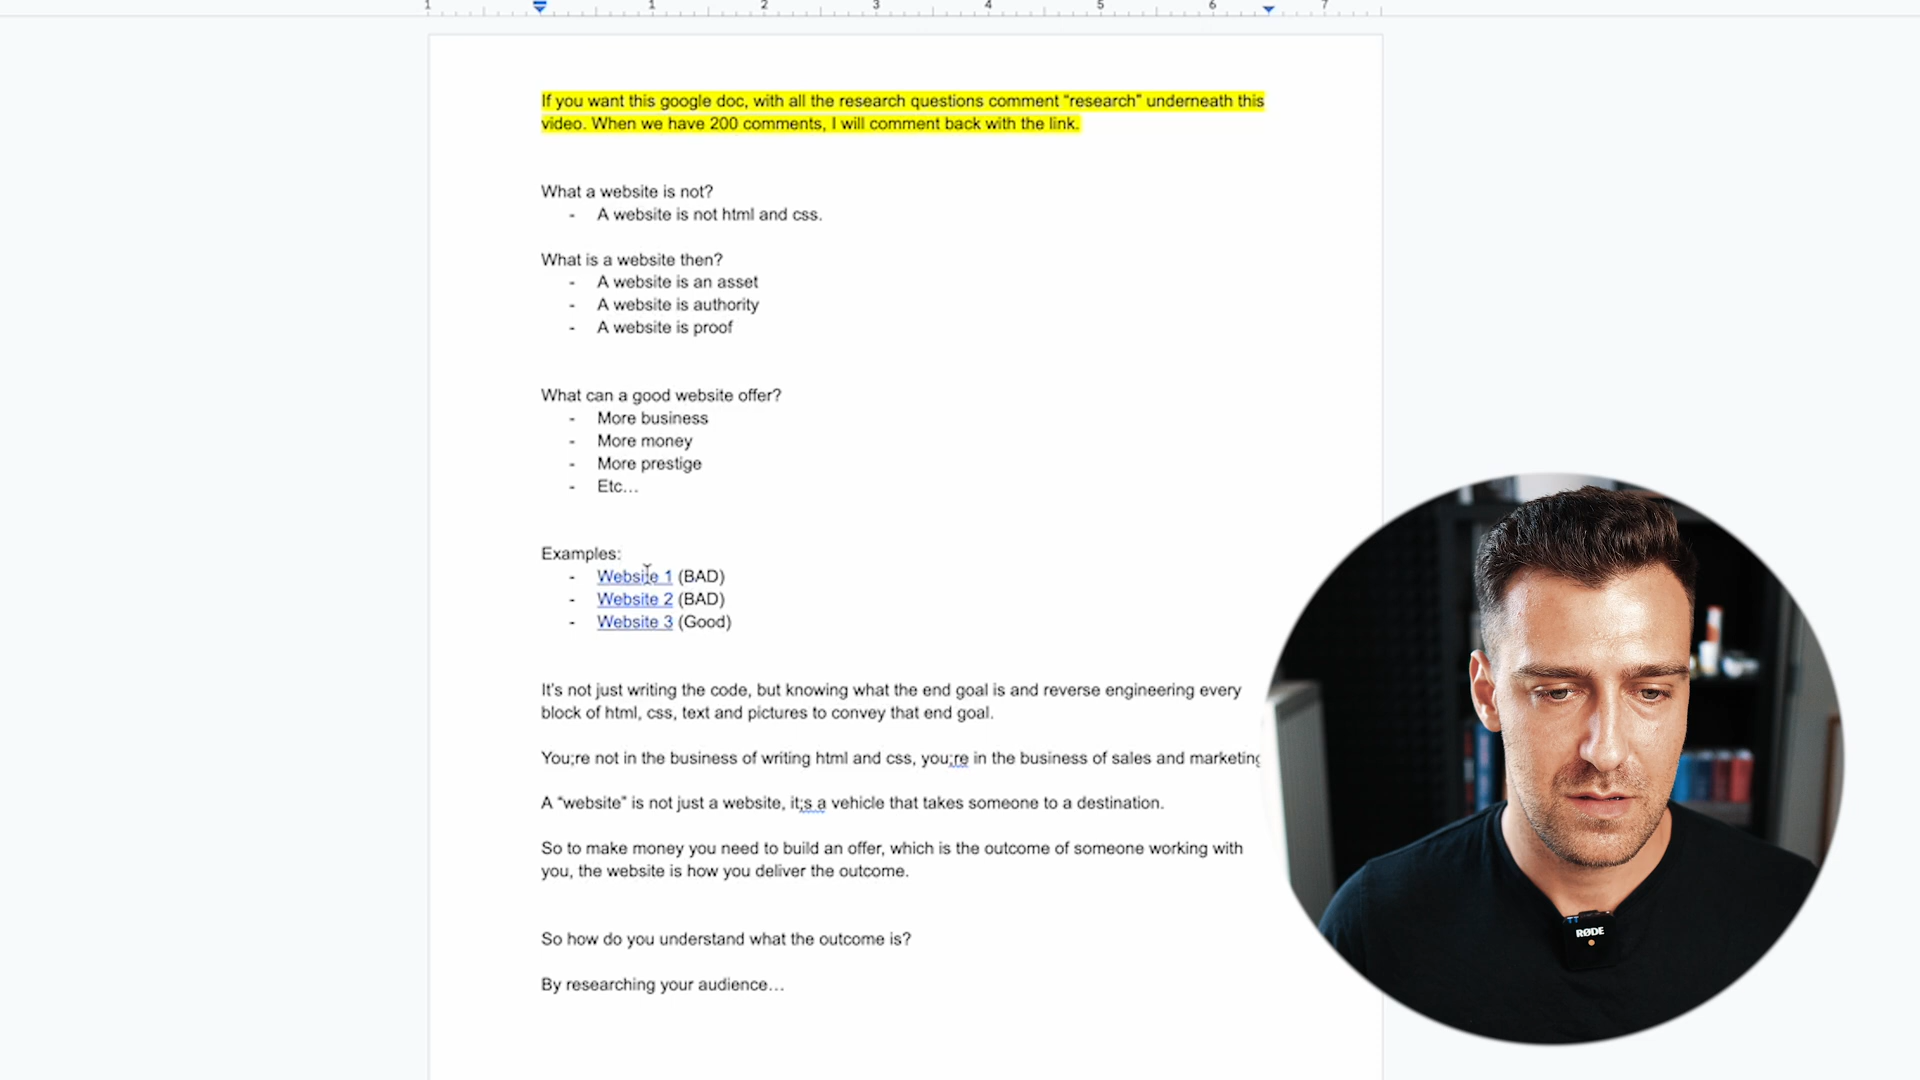 1 1 2 3 4 5 6 7
If you want this google doc, with all the research questions comment “research” underneath this
video. When we have 200 comments, I will comment back with the link.
What a website is not?
- A website is not html and css.
What is a website then?
- A website is an asset
- A website is authority
- A website is proof
What can a good website offer?
- More business
- More money
- More prestige
- Etc…
Examples:
- Website 1 (BAD)
- Website 2 (BAD)
- Website 3 (Good)
It's not just writing the code, but knowing what the end goal is and reverse engineering every
block of html, css, text and pictures to convey that end goal.
You;re not in the business of writing html and css, you;re in the business of sales and marketing
A “website” is not just a website, it;s a vehicle that takes someone to a destination.
So to make money you need to build an offer, which is the outcome of someone working with
you, the website is how you deliver the outcome.
So how do you understand what the outcome is?
By researching your audience…
RØDE